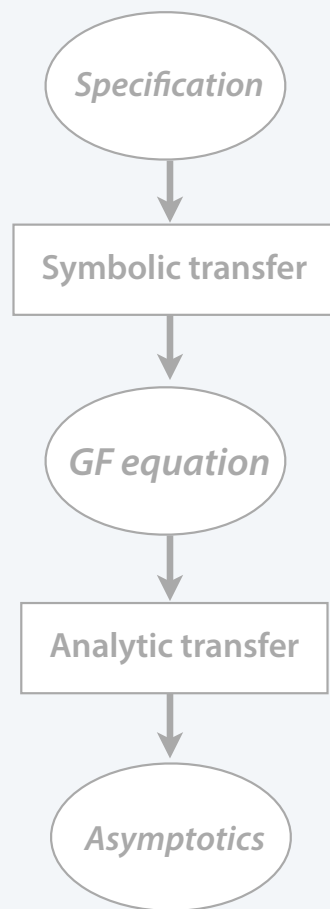 Specification
Symbolic transfer
GF equation
Analytic transfer
Asymptotics